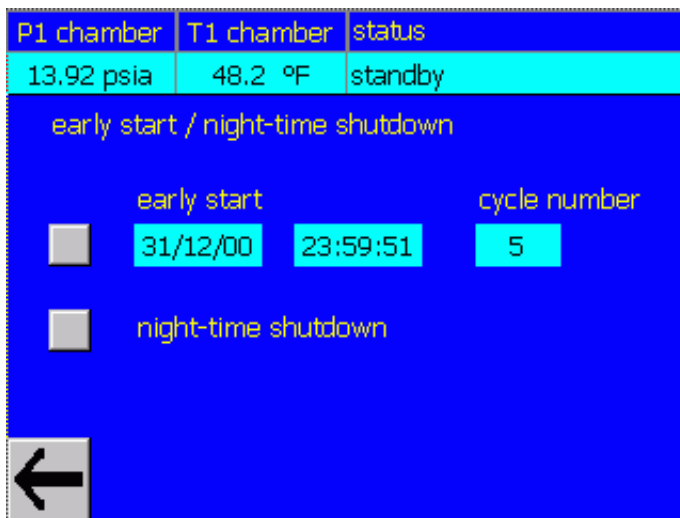 P1 chamber T1 chamber status
13.92 psia 48.2 ºF standby
early start / night-time shutdown
early start cycle number
31/12/00 23:59:51 5
night-time shutdown